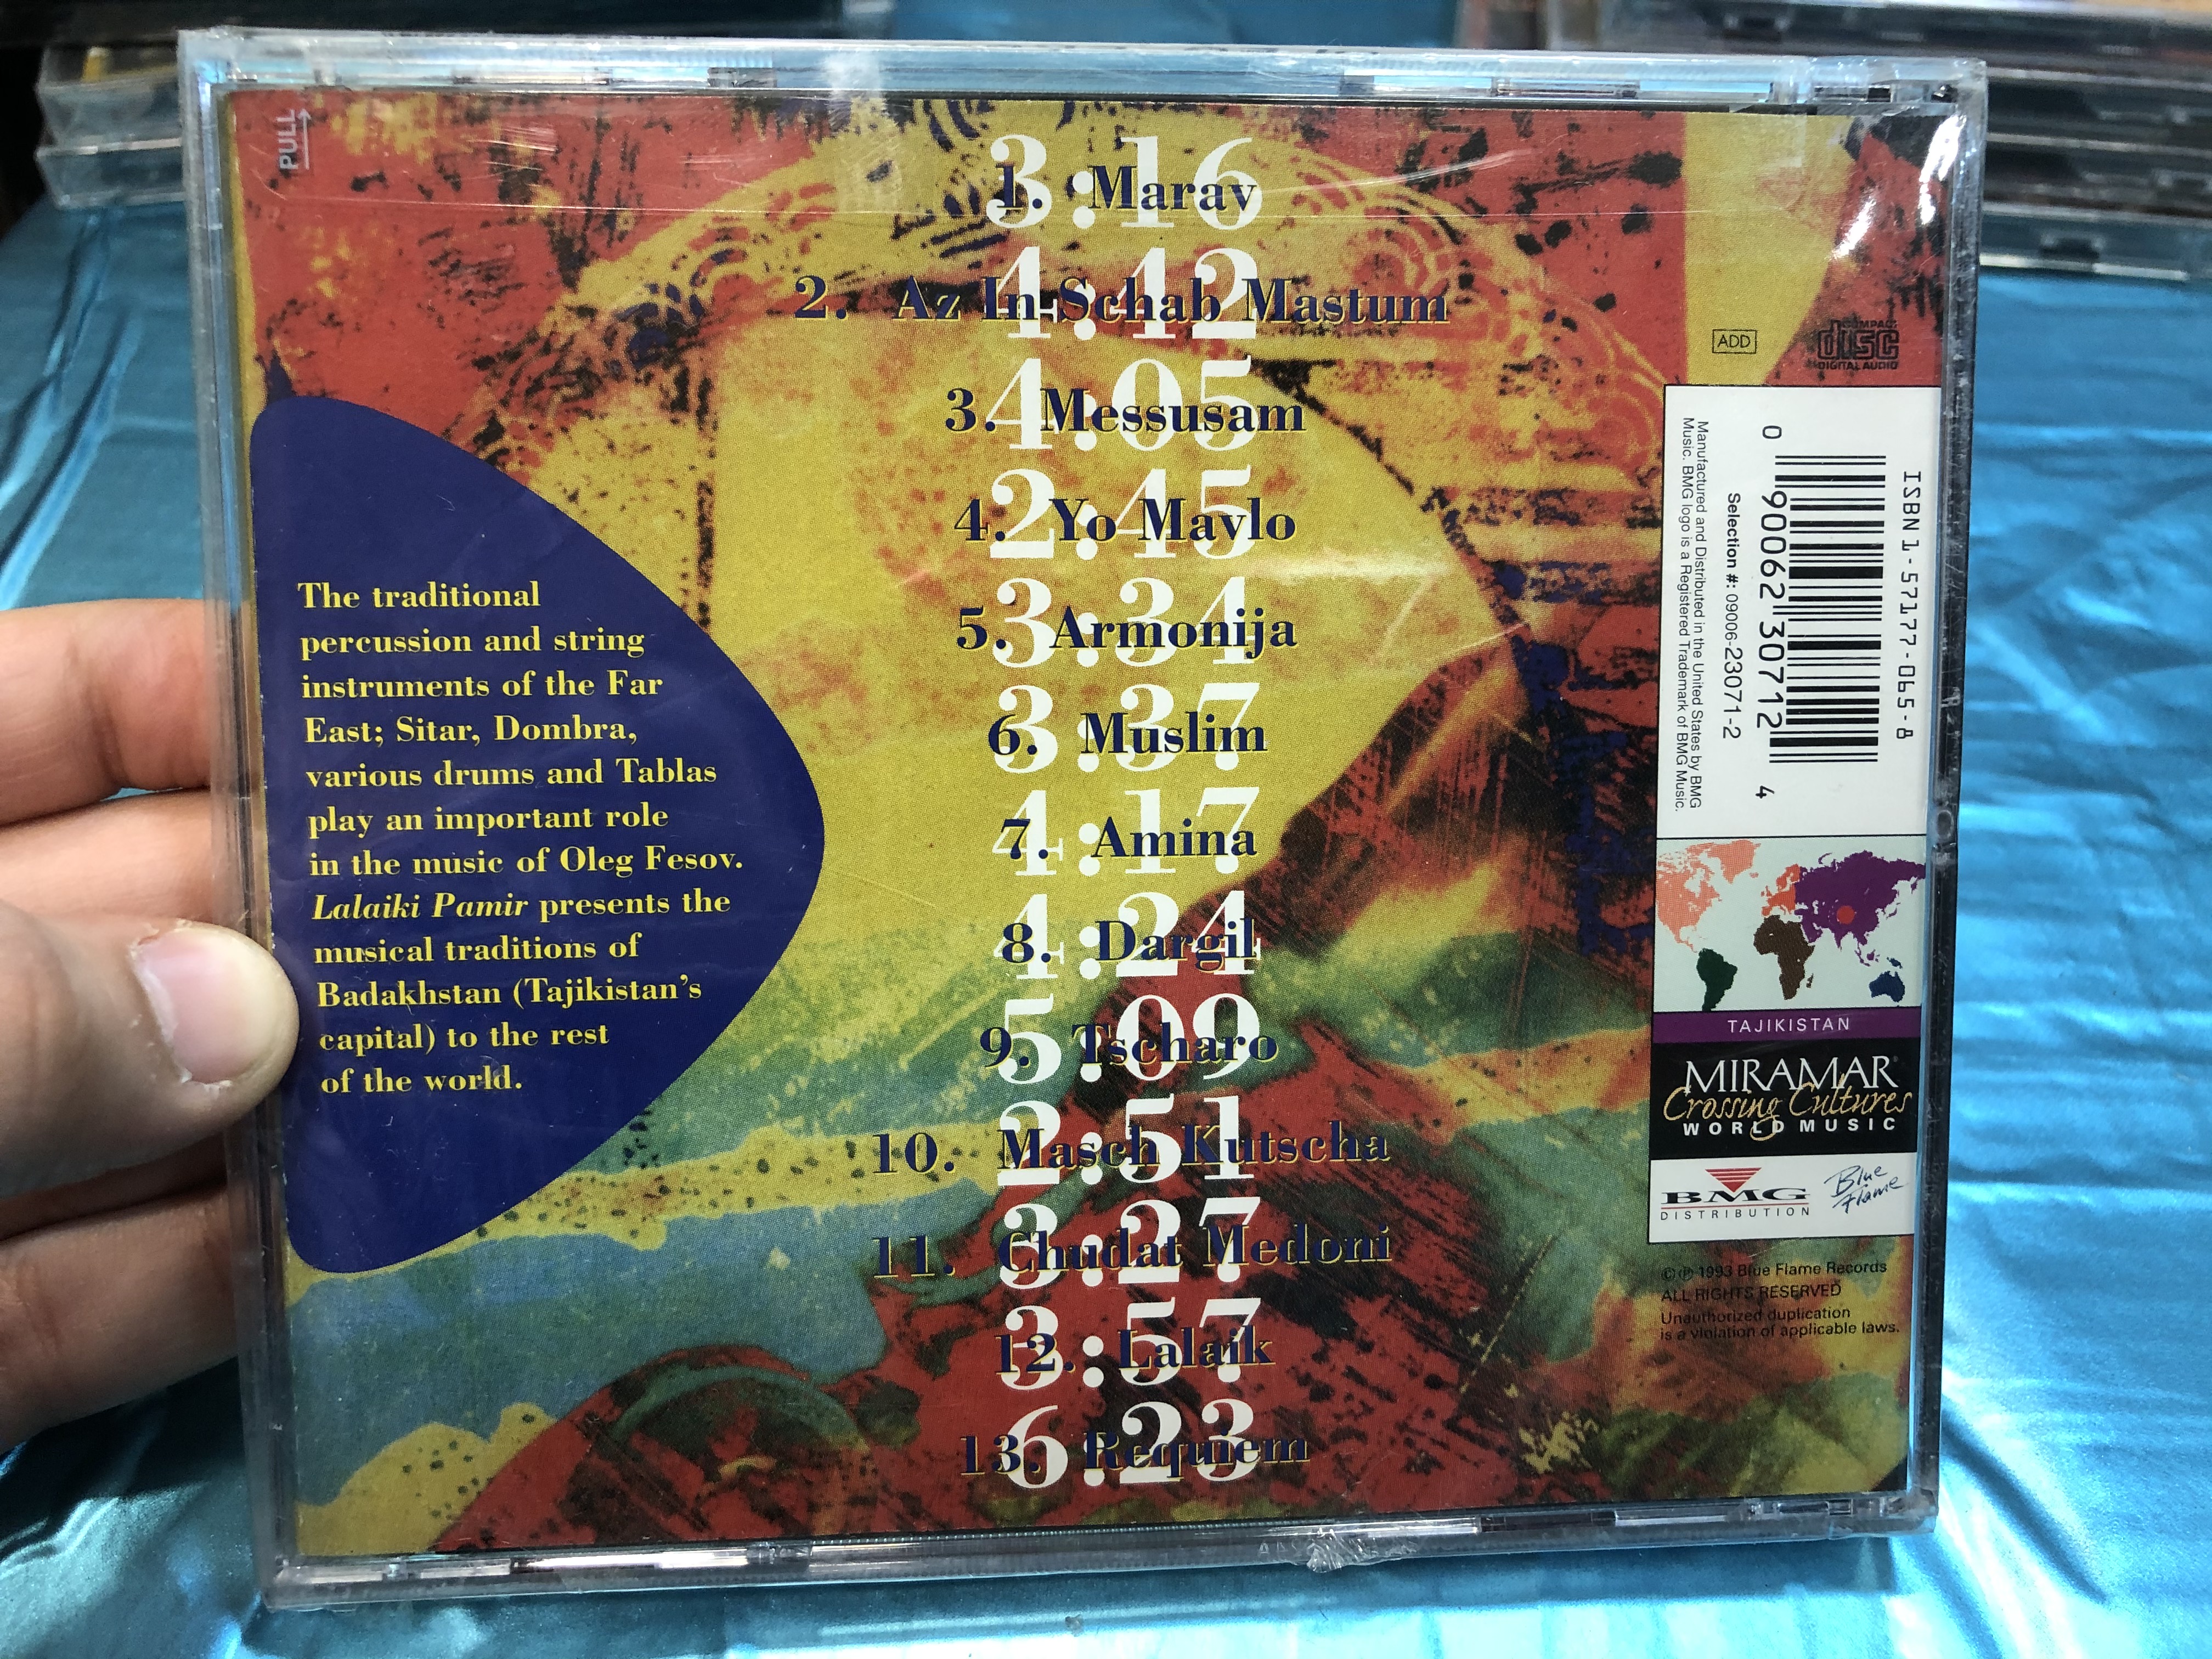 PULL
3:16
1. Marav
4:42
2. Az In Schab Mastum
4:05
3. Messusam
2:45
4. Yo Mavlo
3:34
5. Armonija
3:37
6. Muslim
4:17
7. Amina
4:24
8. Dargil
5:09
9. Tscharo
2:51
10. Masch Kutscha
3:27
11. Chudat Medoni
3:57
12. Lalaik
6:23
13. Requiem
The traditional
percussion and string
instruments of the Far
East; Sitar, Dombra,
various drums and Tablas
play an important role
in the music of Oleg Fesov.
Lalaiki Pamir presents the
musical traditions of
Badakhstan (Tajikistan's
capital) to the rest
of the world.
ADD
COMPACT
disc
DIGITAL AUDIO
ISBN 1-57177-065-8
0 90062 30712 4
Selection #: 09006-23071-2
Manufactured and Distributed in the United States by BMG
Music. BMG logo is a Registered Trademark of BMG Music.
TAJIKISTAN
MIRAMAR
Crossing Cultures
WORLD MUSIC
BMG
DISTRIBUTION
Blue
Flame
©℗ 1993 Blue Flame Records
ALL RIGHTS RESERVED
Unauthorized duplication
is a violation of applicable laws.